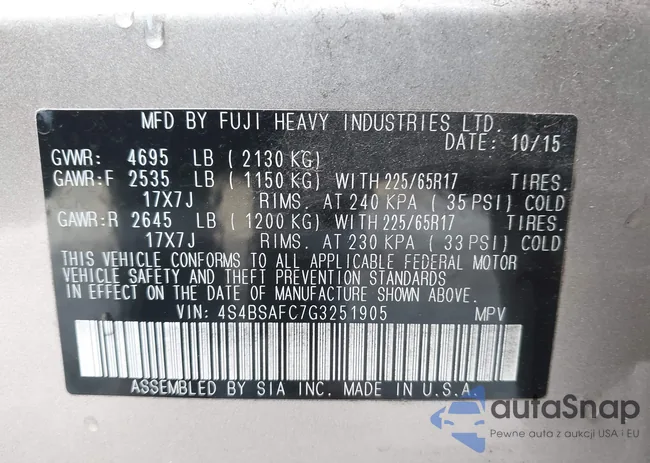 MFD BY FUJI HEAVY INDUSTRIES LTD.
DATE: 10/15
GVWR: 4695 LB ( 2130 KG)
GAWR:F 2535 LB ( 1150 KG) WITH 225/65R17 TIRES.
17X7J RIMS. AT 240 KPA ( 35 PSI) COLD
GAWR:R 2645 LB ( 1200 KG) WITH 225/65R17 TIRES.
17X7J RIMS. AT 230 KPA ( 33 PSI) COLD
THIS VEHICLE CONFORMS TO ALL APPLICABLE FEDERAL MOTOR
VEHICLE SAFETY AND THEFT PREVENTION STANDARDS
IN EFFECT ON THE DATE OF MANUFACTURE SHOWN ABOVE.
VIN: 4S4BSAFC7G3251905 MPV
ASSEMBLED BY SIA INC. MADE IN U.S.A.
autaSnap
Pewne auta z aukcji USA i EU